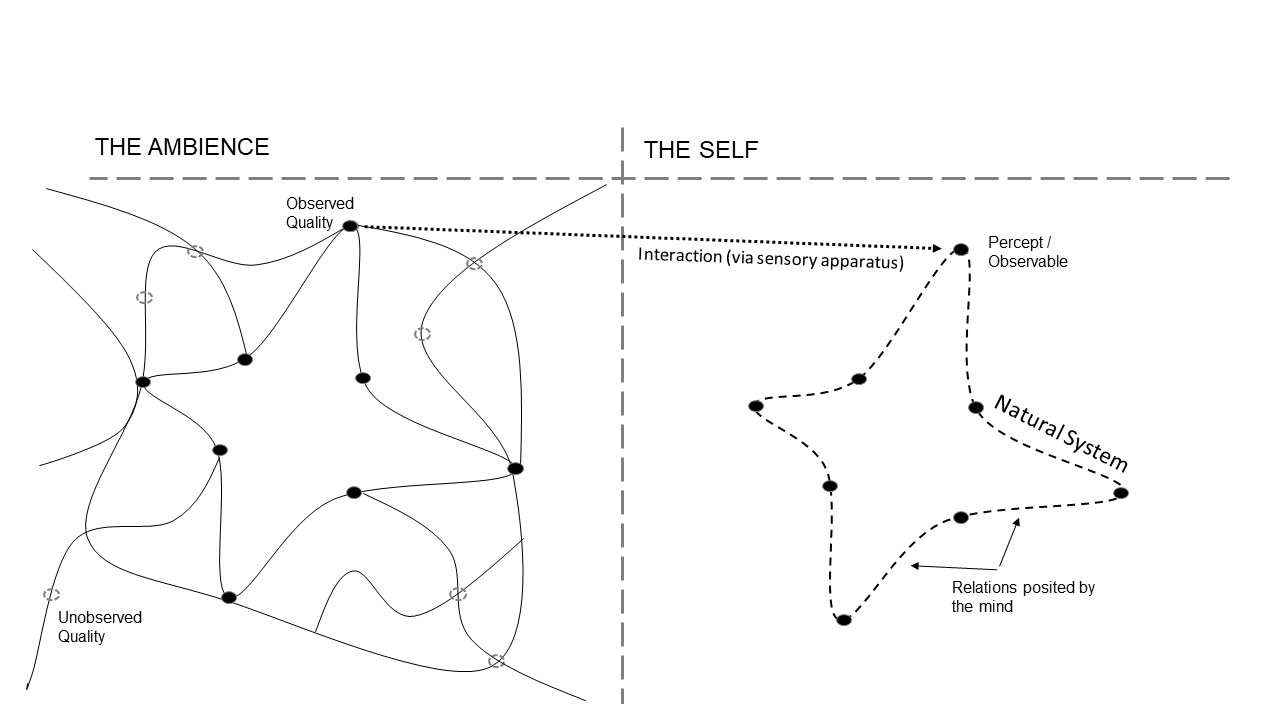 THE AMBIENCE
THE SELF
Observed
Quality
Interaction (via sensory apparatus)
Percept /
Observable
Natural System
Relations posited by
the mind
Unobserved
Quality